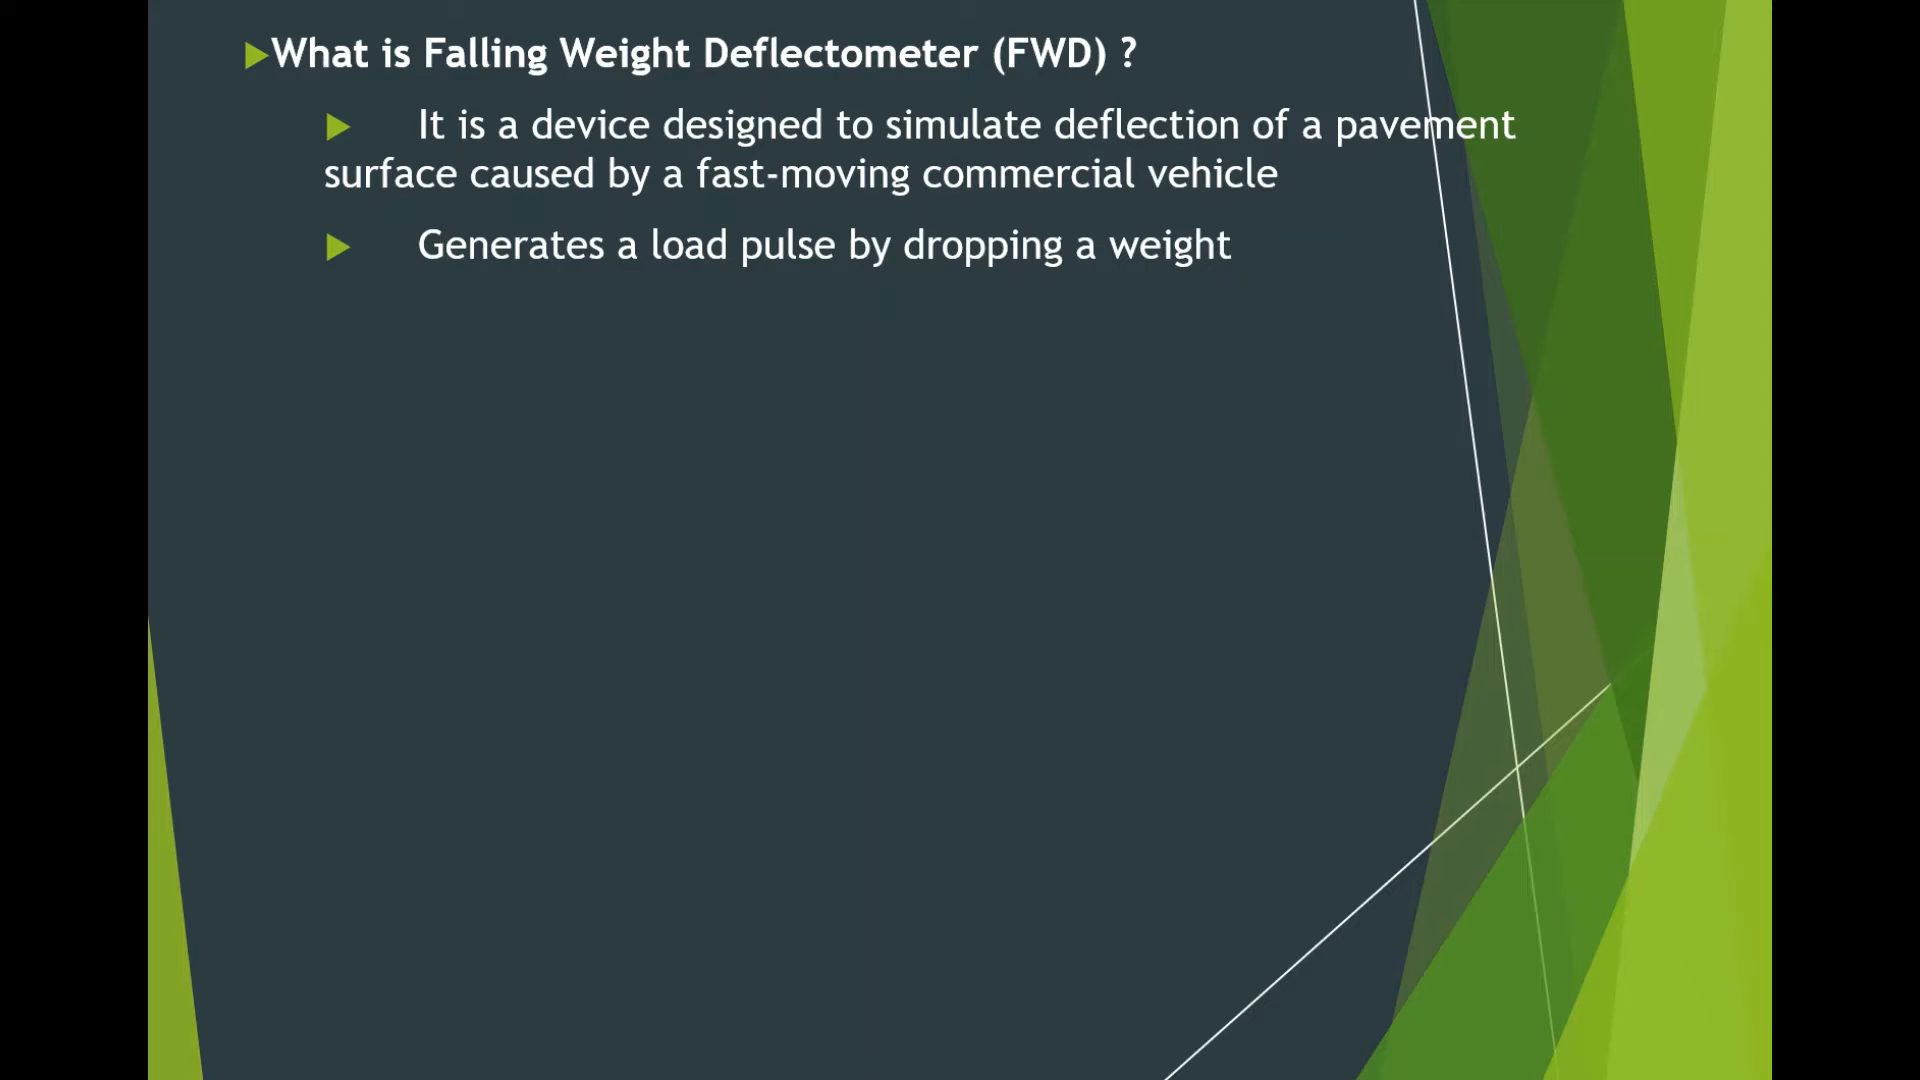 What is Falling Weight Deflectometer (FWD) ?
It is a device designed to simulate deflection of a pavement
surface caused by a fast-moving commercial vehicle
Generates a load pulse by dropping a weight